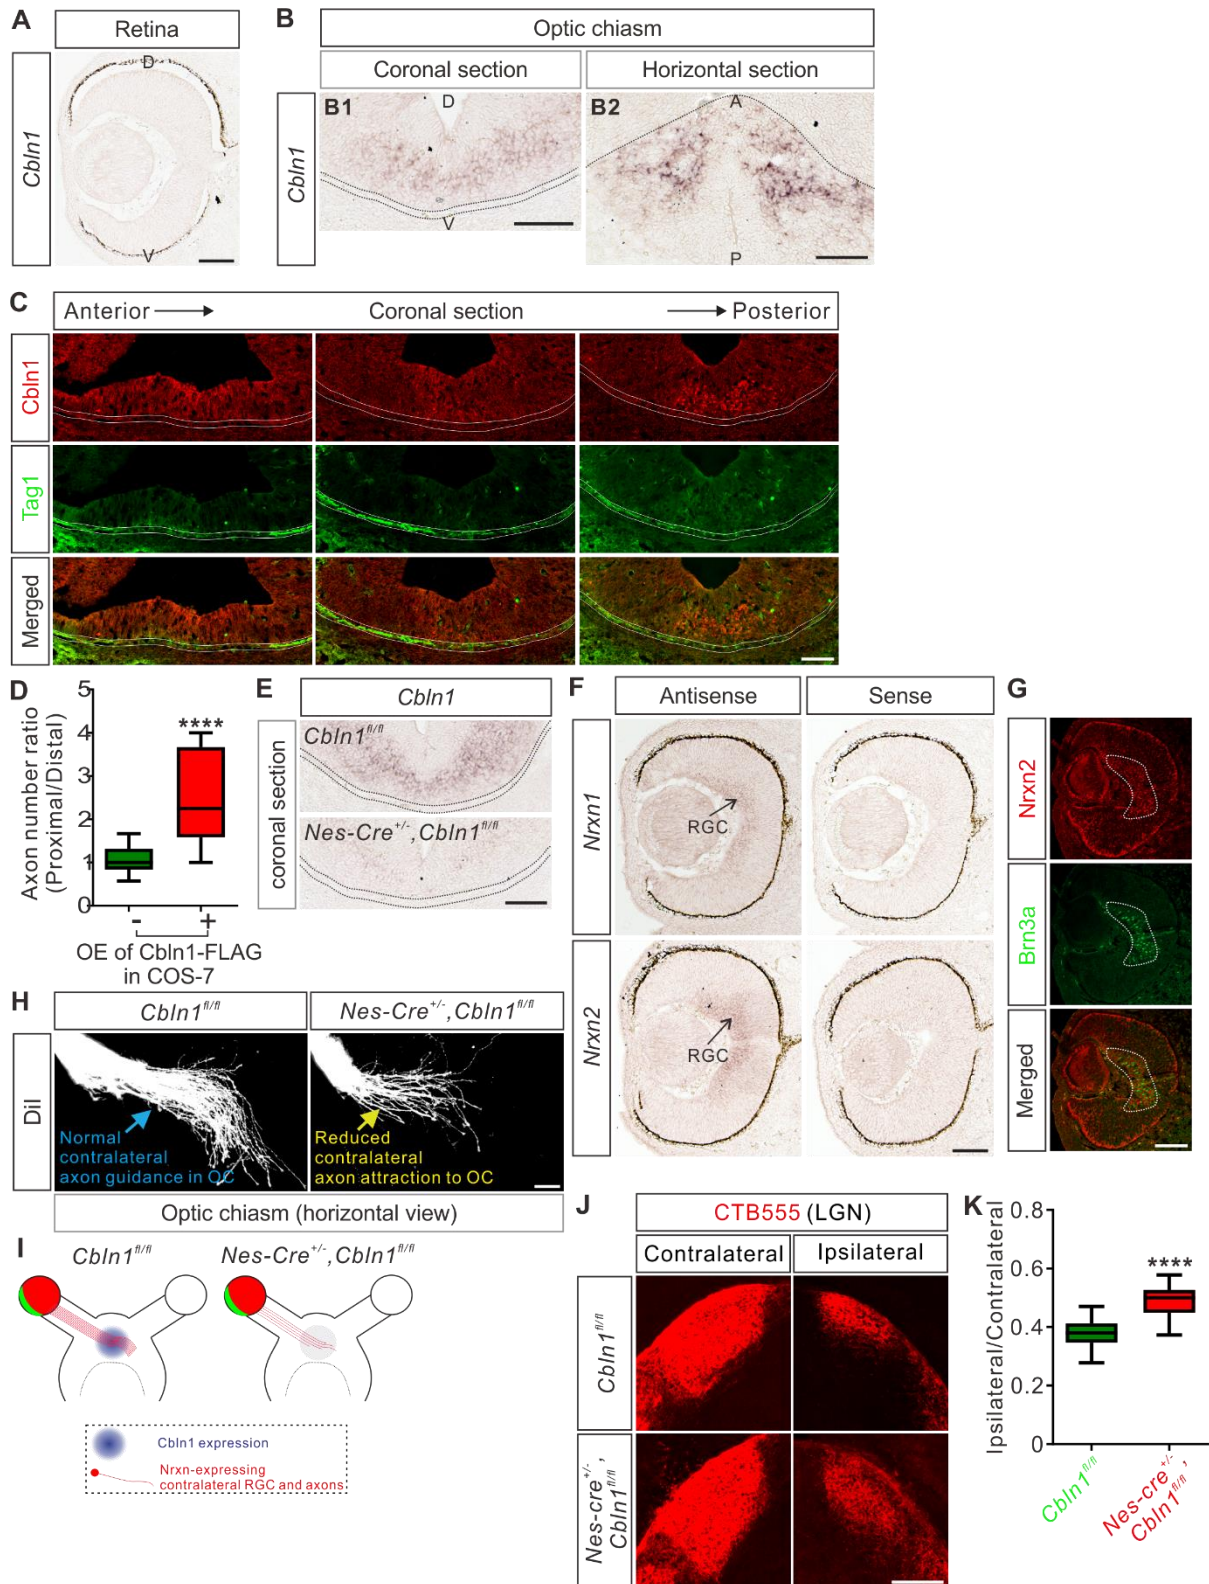 A
Retina
Cbln1
D
V
B
Optic chiasm
Coronal section
Horizontal section
Cbln1
B1
D
V
B2
A
P
C
Anterior
Coronal section
Posterior
Cbln1
Tag1
Merged
D
Axon number ratio
(Proximal/Distal)
5
4
3
2
1
0
****
-
+
OE of Cbln1-FLAG
in COS-7
E
Cbln1
coronal section
Cbln1fl/fl
Nes-Cre+/-,Cbln1fl/fl
F
Antisense
Sense
Nrxn1
RGC
Nrxn2
RGC
G
Nrxn2
Brn3a
Merged
H
Cbln1fl/fl
Nes-Cre+/-,Cbln1fl/fl
DiI
Normal
contralateral
axon guidance in OC
Reduced
contralateral
axon attraction to OC
Optic chiasm (horizontal view)
I
Cbln1fl/fl
Nes-Cre+/-,Cbln1fl/fl
Cbln1 expression
Nrxn-expressing
contralateral RGC and axons
J
CTB555 (LGN)
Contralateral
Ipsilateral
Cbln1fl/fl
Nes-cre+/-,
Cbln1fl/fl
K
Ipsilateral/Contralateral
0.8
0.6
0.4
0.2
0
****
Cbln1fl/fl
Nes-cre+/-,
Cbln1fl/fl